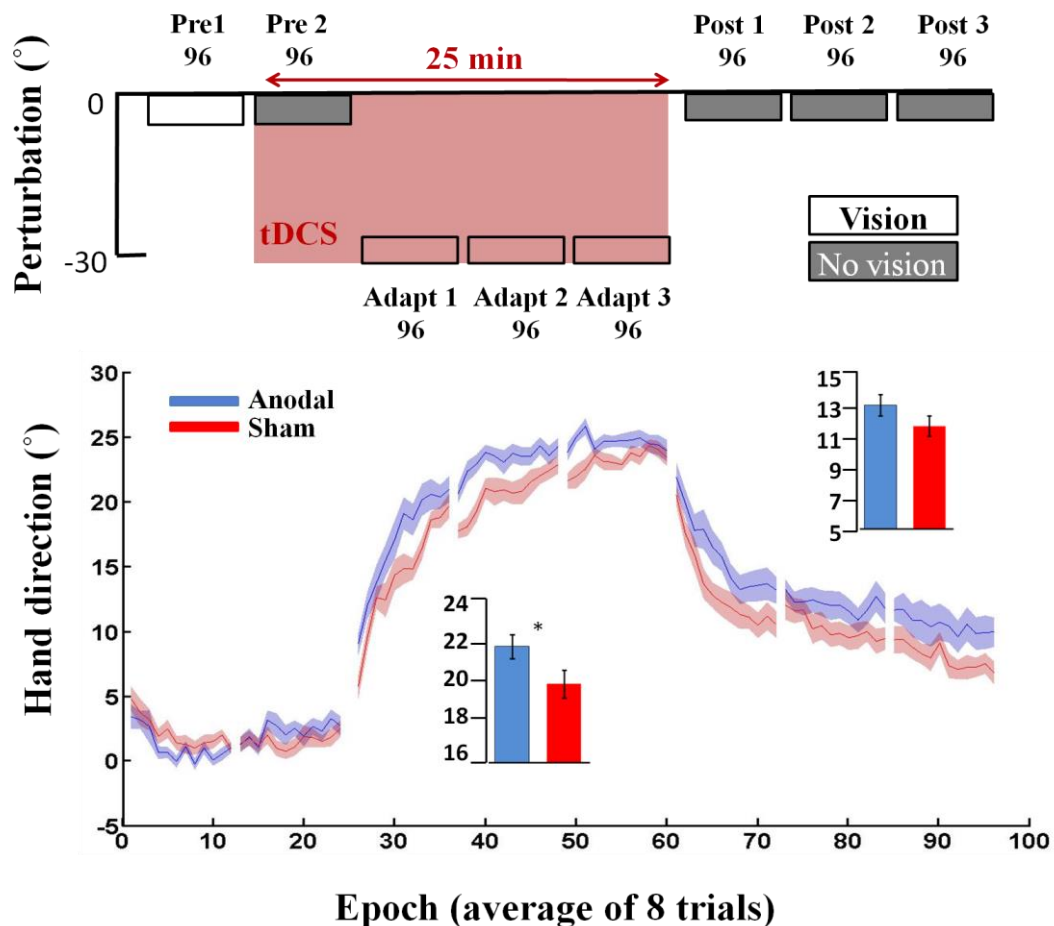 Pre1 Pre 2 Post 1 Post 2 Post 3
96 96 96 96 96
25 min
Perturbation (°)
0
-30
tDCS
Vision
No vision
Adapt 1 Adapt 2 Adapt 3
96 96 96
Hand direction (°)
30
25
20
15
10
5
0
-5
Anodal
Sham
15
13
11
9
7
5
24
22
20
18
16
*
0 10 20 30 40 50 60 70 80 90 100
Epoch (average of 8 trials)